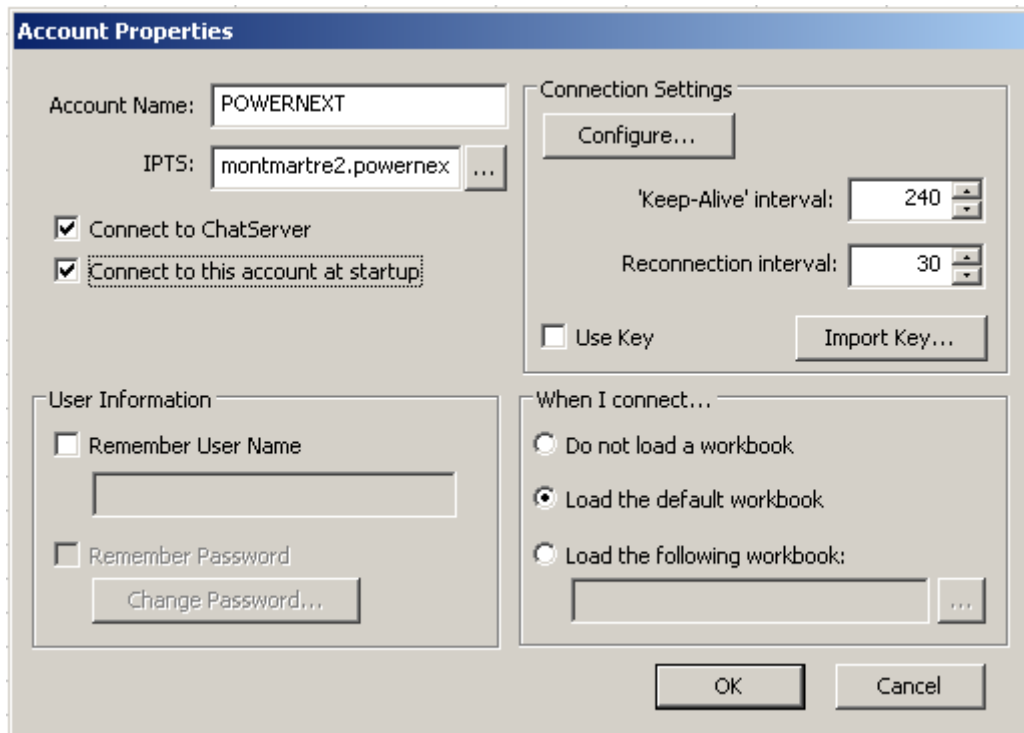 Account Properties
Account Name: POWERNEXT
IPTS: montmartre2.powernex ...
Connect to ChatServer
Connect to this account at startup
Connection Settings
Configure...
'Keep-Alive' interval: 240
Reconnection interval: 30
Use Key Import Key...
User Information
Remember User Name
Remember Password
Change Password...
When I connect...
Do not load a workbook
Load the default workbook
Load the following workbook:
...
OK Cancel